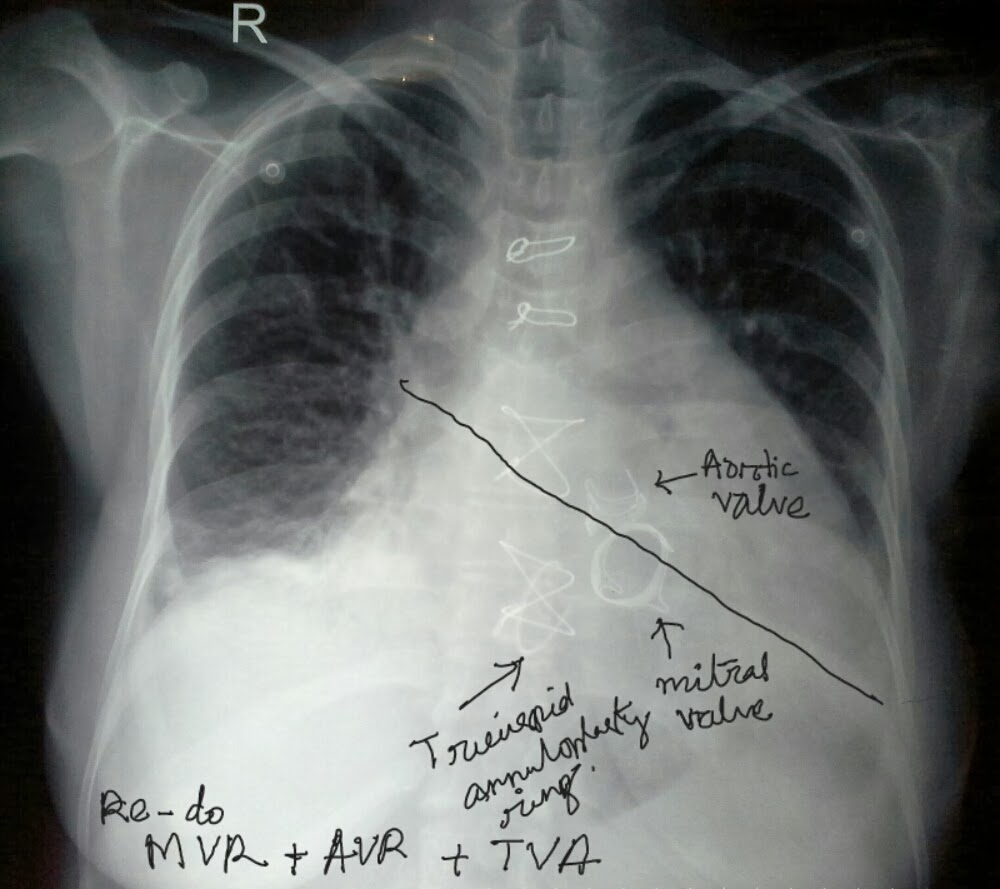 R
← Aortic
valve
mitral
valve
Tricuspid
annuloplasty
ring.
Re-do
MVR + AVR + TVA